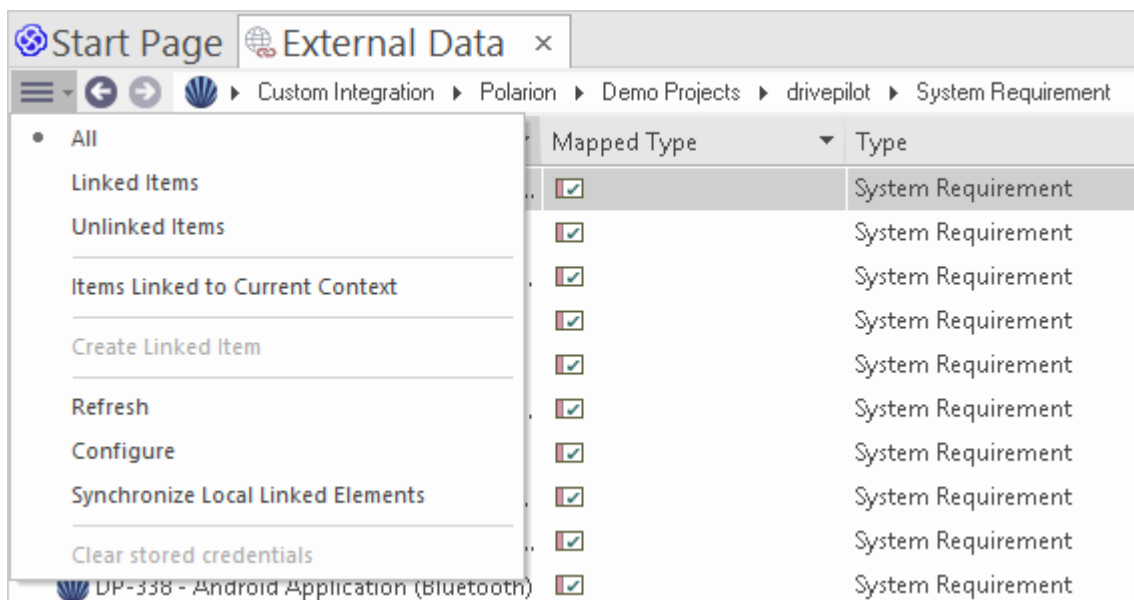 Start Page External Data ×
Custom Integration Polarion Demo Projects drivepilot System Requirement
All
Linked Items
Unlinked Items
Items Linked to Current Context
Create Linked Item
Refresh
Configure
Synchronize Local Linked Elements
Clear stored credentials
DP-338 - Android Application (Bluetooth)
Mapped Type Type
System Requirement
System Requirement
System Requirement
System Requirement
System Requirement
System Requirement
System Requirement
System Requirement
System Requirement
System Requirement